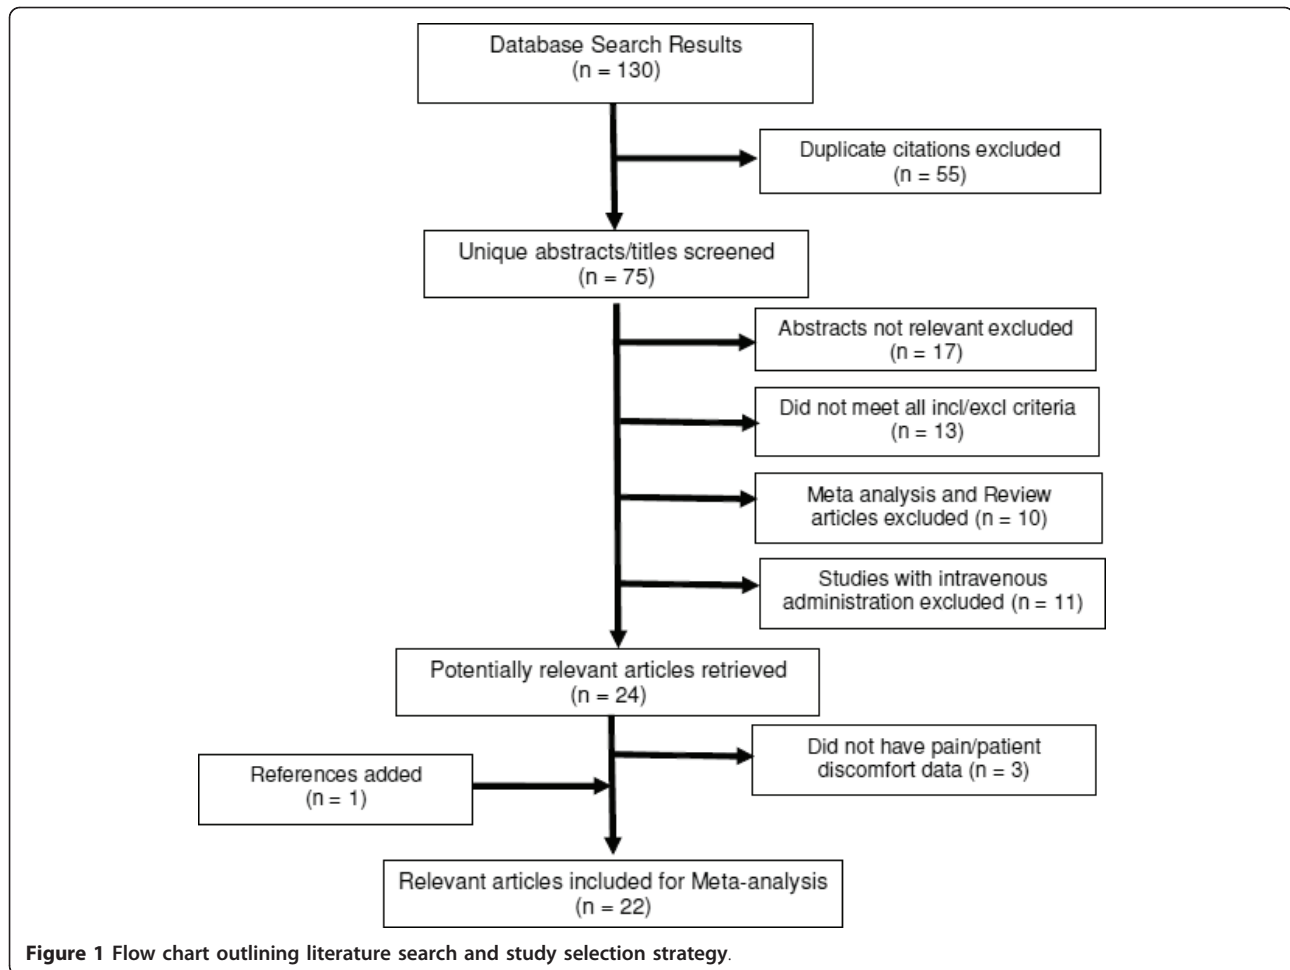 Database Search Results
(n = 130)
Duplicate citations excluded
(n = 55)
Unique abstracts/titles screened
(n = 75)
Abstracts not relevant excluded
(n = 17)
Did not meet all incl/excl criteria
(n = 13)
Meta analysis and Review
articles excluded (n = 10)
Studies with intravenous
administration excluded (n = 11)
Potentially relevant articles retrieved
(n = 24)
Did not have pain/patient
discomfort data (n = 3)
References added
(n = 1)
Relevant articles included for Meta-analysis
(n = 22)
Figure 1 Flow chart outlining literature search and study selection strategy.